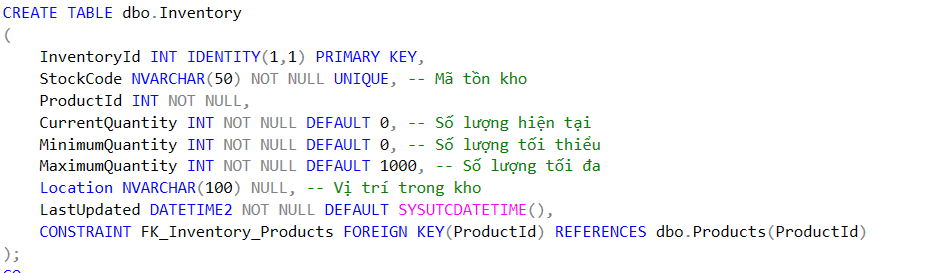 CREATE TABLE dbo.Inventory
(
    InventoryId INT IDENTITY(1,1) PRIMARY KEY,
    StockCode NVARCHAR(50) NOT NULL UNIQUE, -- Mã tồn kho
    ProductId INT NOT NULL,
    CurrentQuantity INT NOT NULL DEFAULT 0, -- Số lượng hiện tại
    MinimumQuantity INT NOT NULL DEFAULT 0, -- Số lượng tối thiểu
    MaximumQuantity INT NOT NULL DEFAULT 1000, -- Số lượng tối đa
    Location NVARCHAR(100) NULL, -- Vị trí trong kho
    LastUpdated DATETIME2 NOT NULL DEFAULT SYSUTCDATETIME(),
    CONSTRAINT FK_Inventory_Products FOREIGN KEY(ProductId) REFERENCES dbo.Products(ProductId)
);
GO